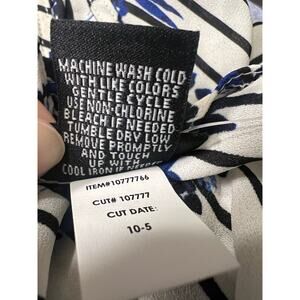 MACHINE WASH COLD
WITH LIKE COLORS
GENTLE CYCLE
USE NON-CHLORINE
BLEACH IF NEEDED
TUMBLE DRY LOW
REMOVE PROMPTLY
AND TOUCH
UP WITH
COOL IRON IF NEEDED
ITEM#10777766
CUT# 107777
CUT DATE:
10-5